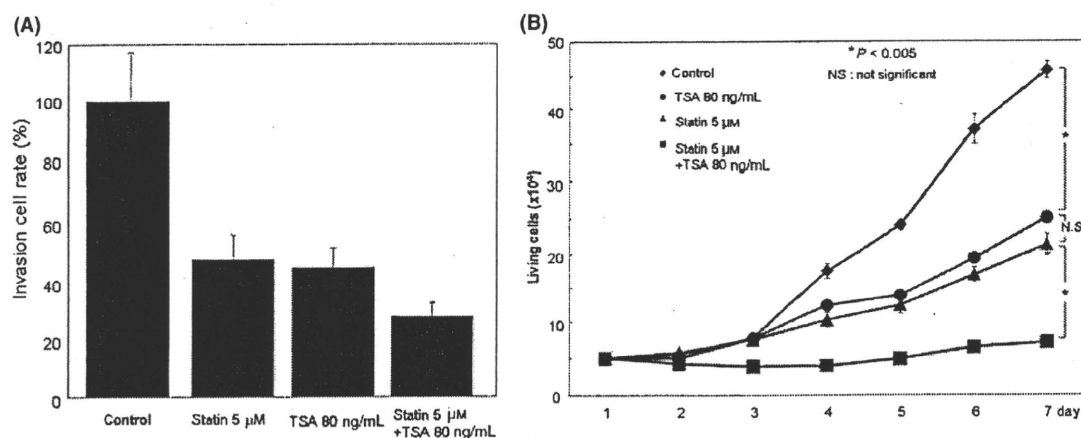 (A)
120
100
80
60
40
20
0
Invasion cell rate (%)
Control
Statin 5 µM
TSA 80 ng/mL
Statin 5 µM
+TSA 80 ng/mL
(B)
50
40
30
20
10
0
Living cells
* P < 0.005
NS : not significant
Control
TSA 80 ng/mL
Statin 5 µM
Statin 5 µM
+TSA 80 ng/mL
*
N.S
*
1 2 3 4 5 6 7 day